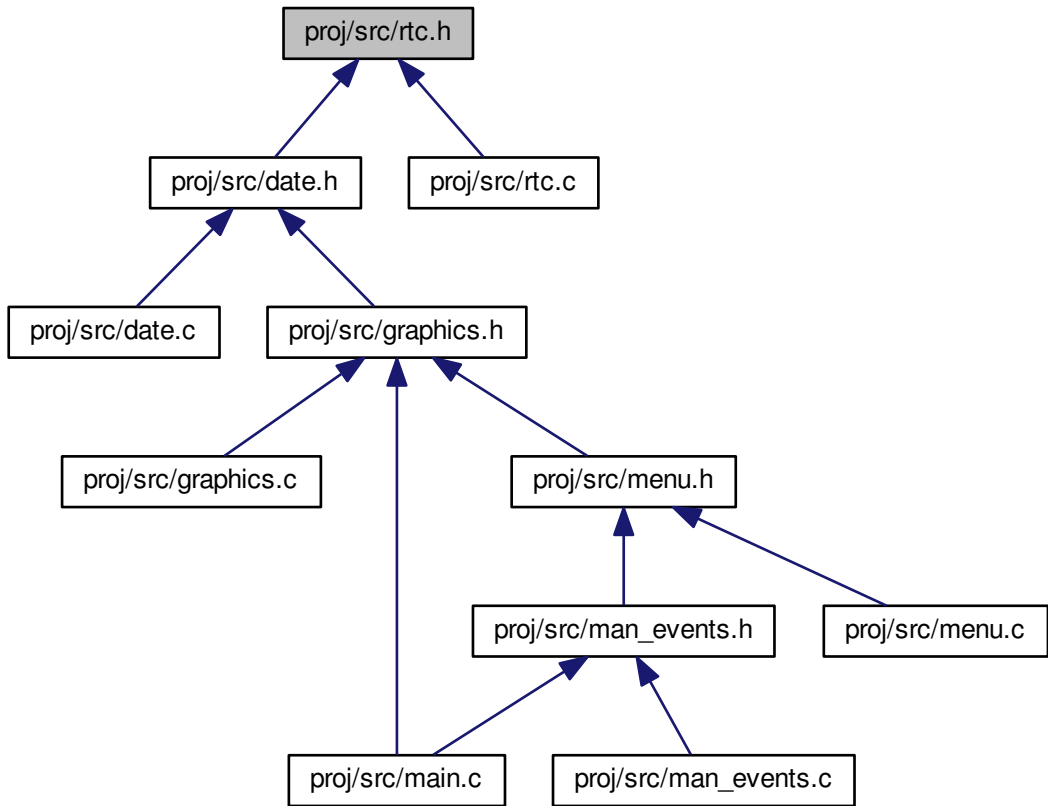 proj/src/rtc.h
proj/src/date.h
proj/src/rtc.c
proj/src/date.c
proj/src/graphics.h
proj/src/graphics.c
proj/src/menu.h
proj/src/man_events.h
proj/src/menu.c
proj/src/main.c
proj/src/man_events.c